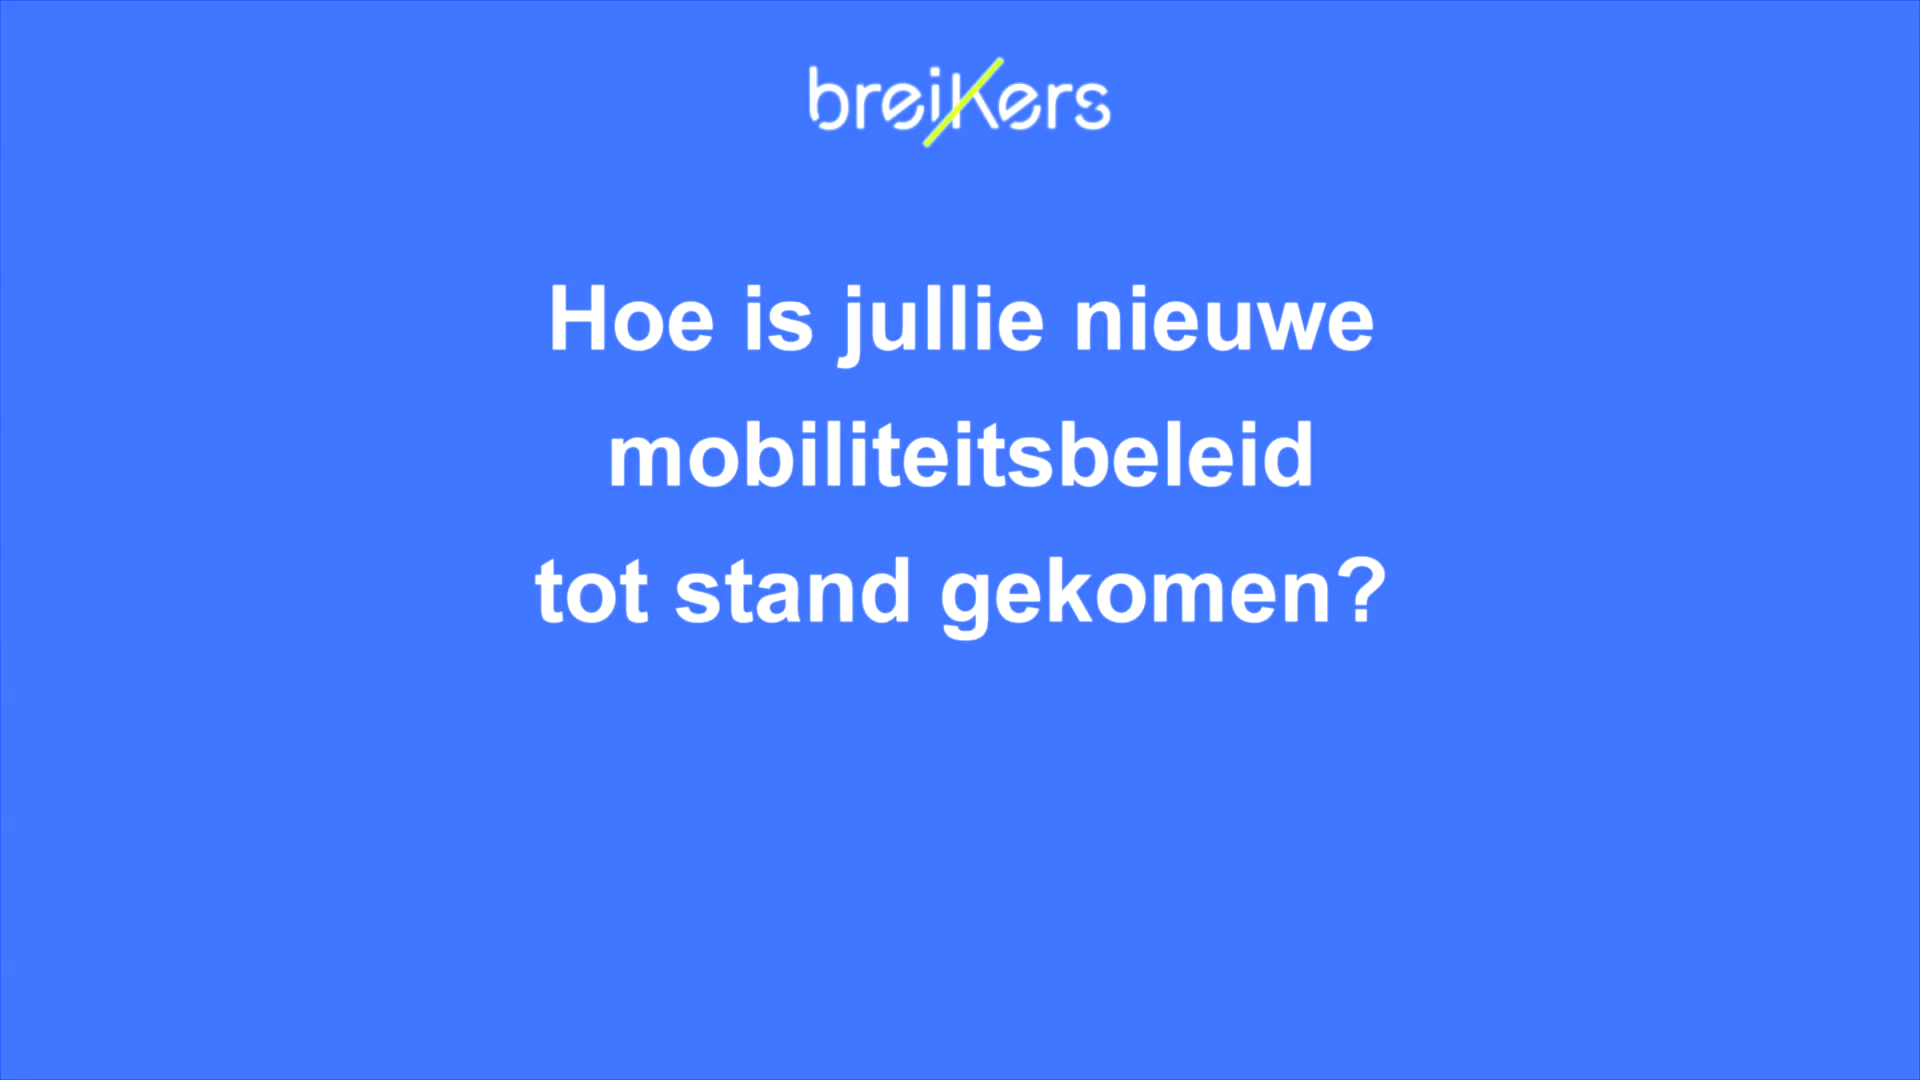 breikers
Hoe is jullie nieuwe
mobiliteitsbeleid
tot stand gekomen?